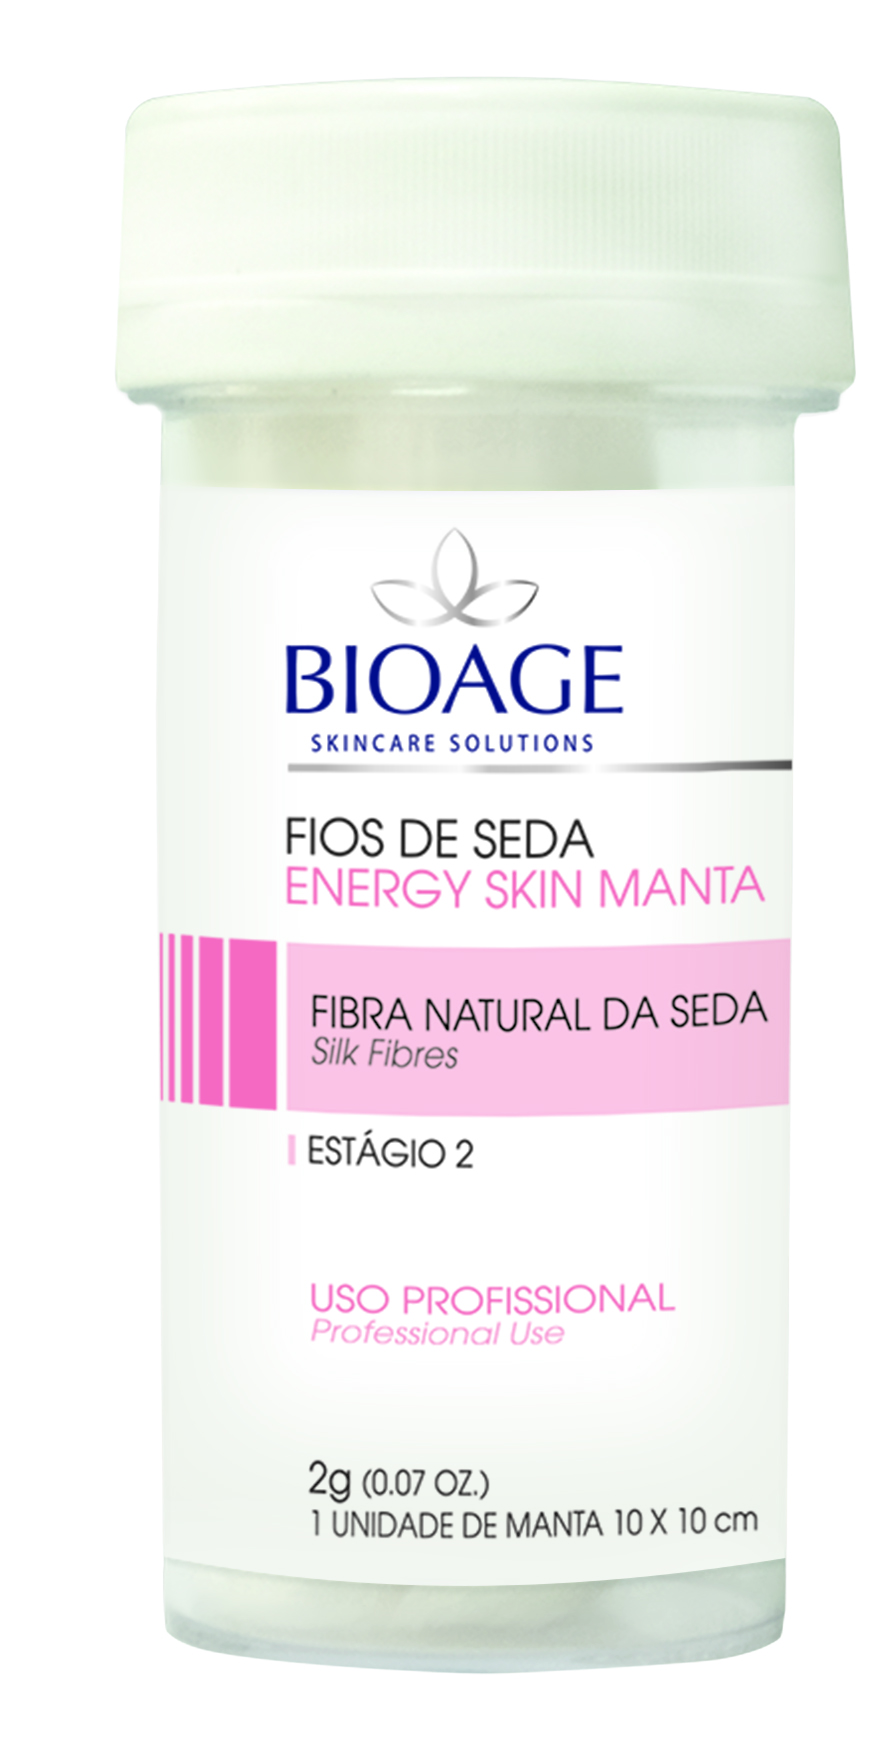 BIOAGE
SKINCARE SOLUTIONS
FIOS DE SEDA
ENERGY SKIN MANTA
FIBRA NATURAL DA SEDA
Silk Fibres
ESTÁGIO 2
USO PROFISSIONAL
Professional Use
2g (0.07 OZ.)
1 UNIDADE DE MANTA 10 X 10 cm